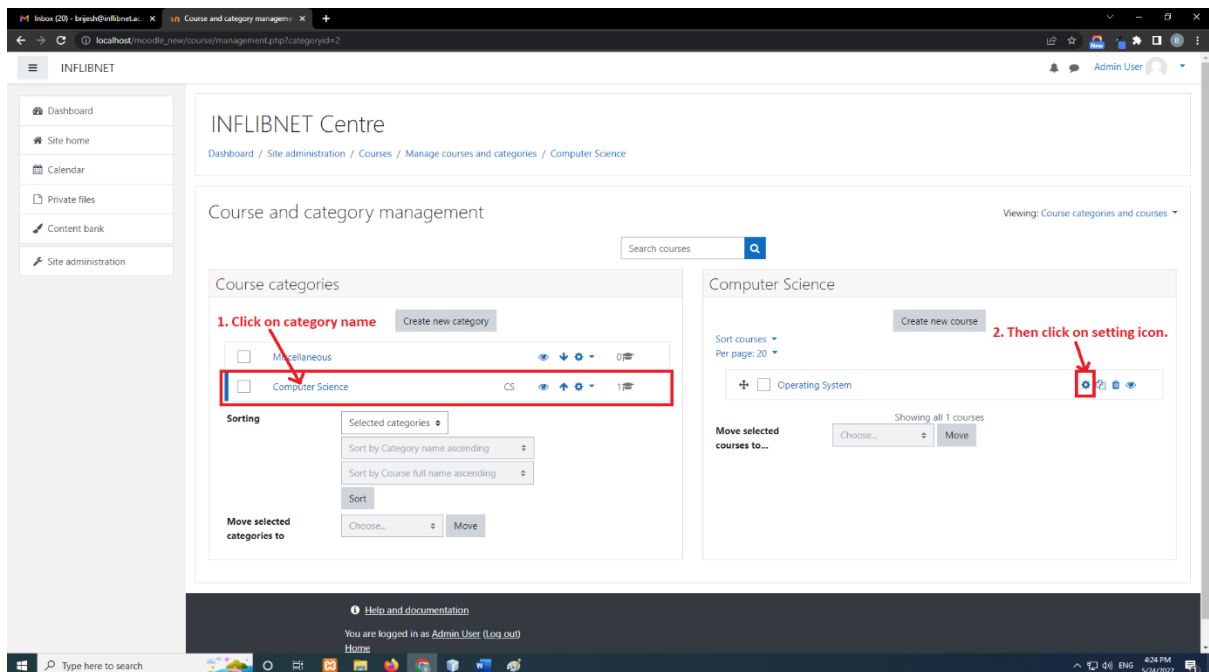 Inbox (20) - brijesh@inflibnet.ac. Course and category manageme
localhost/moodle_new/course/management.php?categoryid=2
New
B
INFLIBNET
Admin User
Dashboard
Site home
Calendar
Private files
Content bank
Site administration
INFLIBNET Centre
Dashboard / Site administration / Courses / Manage courses and categories / Computer Science
Course and category management
Viewing: Course categories and courses
Search courses
Course categories
1. Click on category name
Create new category
Miscellaneous 0
Computer Science CS 1
Sorting
Selected categories
Sort by Category name ascending
Sort by Course full name ascending
Sort
Move selected categories to
Choose... Move
Computer Science
Create new course
2. Then click on setting icon.
Sort courses
Per page: 20
Operating System
Showing all 1 courses
Move selected courses to...
Choose... Move
Help and documentation
You are logged in as Admin User (Log out)
Home
Type here to search
ENG
4:24 PM
5/24/2022